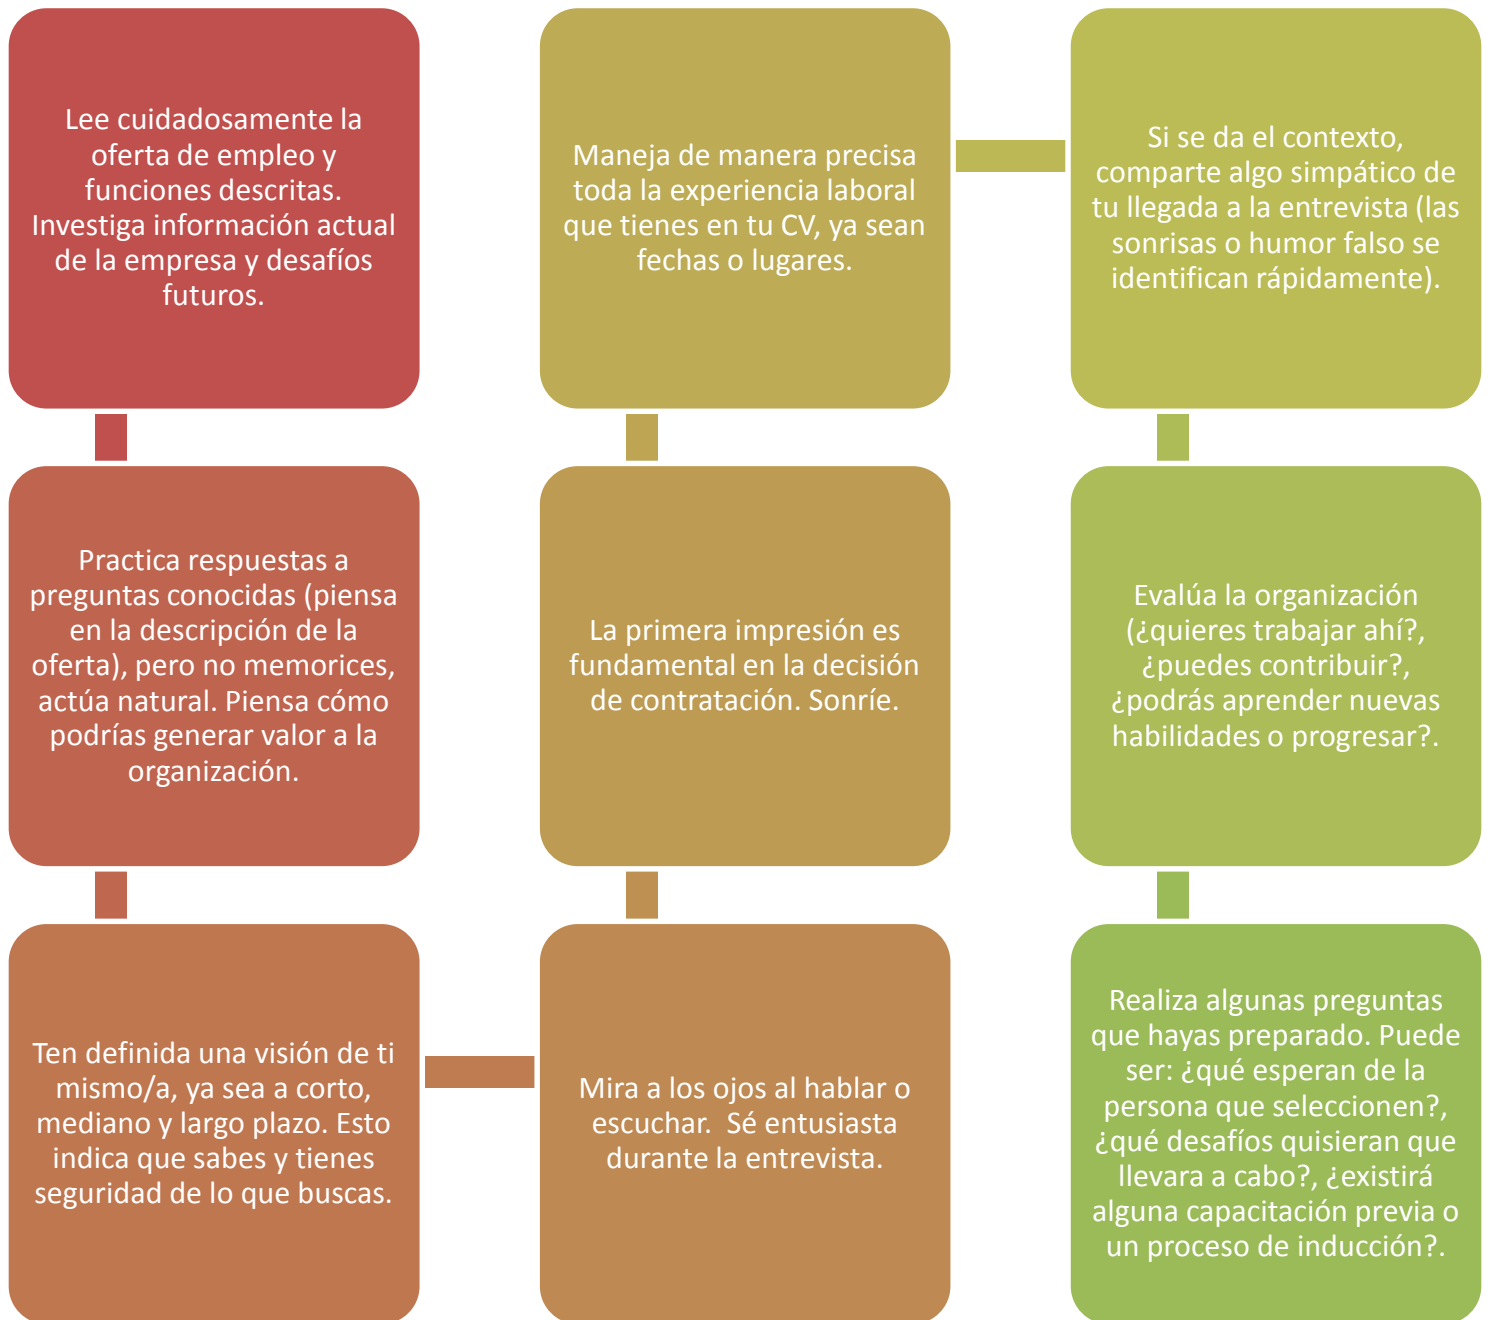 Lee cuidadosamente la
oferta de empleo y
funciones descritas.
Investiga información actual
de la empresa y desafíos
futuros.
Practica respuestas a
preguntas conocidas (piensa
en la descripción de la
oferta), pero no memorices,
actúa natural. Piensa cómo
podrías generar valor a la
organización.
Ten definida una visión de ti
mismo/a, ya sea a corto,
mediano y largo plazo. Esto
indica que sabes y tienes
seguridad de lo que buscas.
Mira a los ojos al hablar o
escuchar.  Sé entusiasta
durante la entrevista.
La primera impresión es
fundamental en la decisión
de contratación. Sonríe.
Maneja de manera precisa
toda la experiencia laboral
que tienes en tu CV, ya sean
fechas o lugares.
Si se da el contexto,
comparte algo simpático de
tu llegada a la entrevista (las
sonrisas o humor falso se
identifican rápidamente).
Evalúa la organización
(¿quieres trabajar ahí?,
¿puedes contribuir?,
¿podrás aprender nuevas
habilidades o progresar?.
Realiza algunas preguntas
que hayas preparado. Puede
ser: ¿qué esperan de la
persona que seleccionen?,
¿qué desafíos quisieran que
llevara a cabo?, ¿existirá
alguna capacitación previa o
un proceso de inducción?.